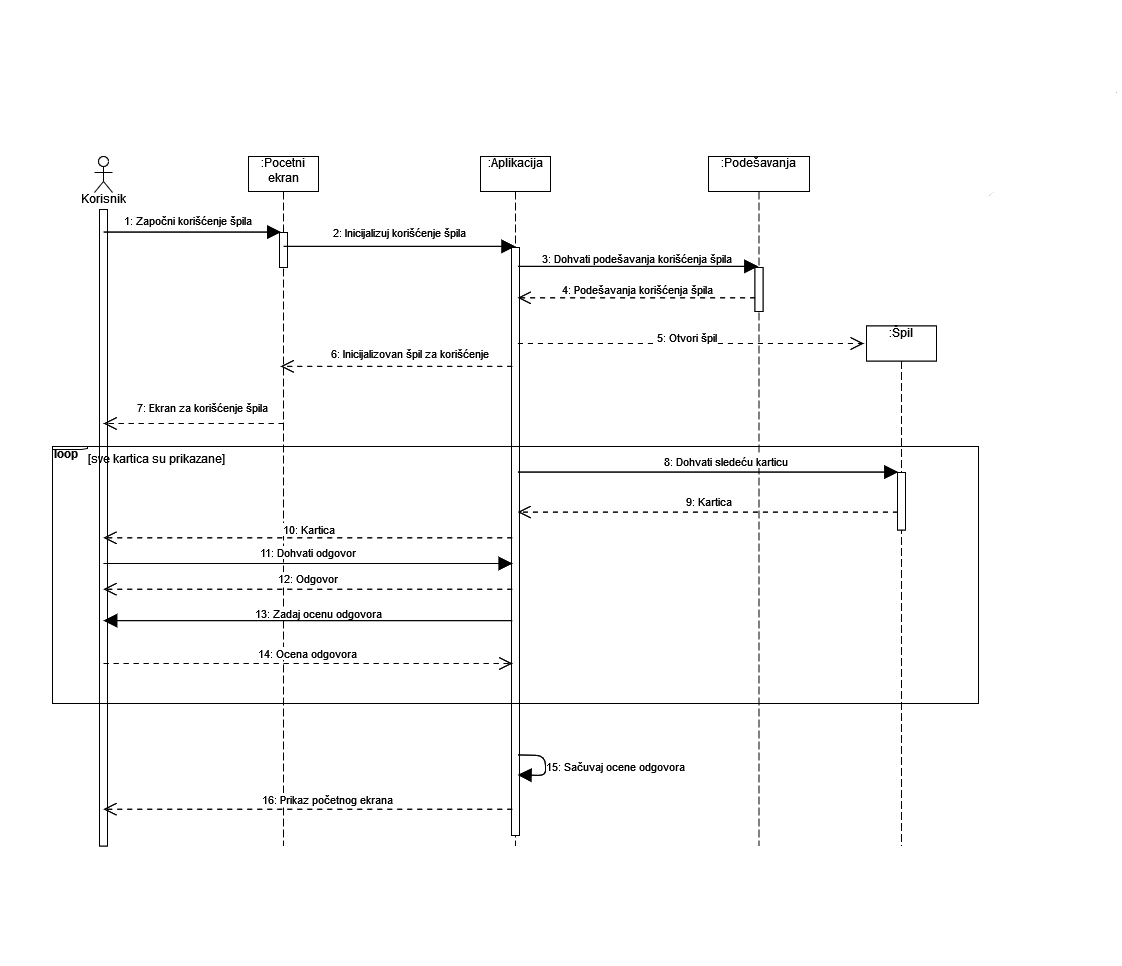 :Pocetni
ekran
:Aplikacija
:Podešavanja
Korisnik
1: Započni korišćenje špila
2: Inicijalizuj korišćenje špila
3: Dohvati podešavanja korišćenja špila
4: Podešavanja korišćenja špila
:Špil
5: Otvori špil
6: Inicijalizovan špil za korišćenje
7: Ekran za korišćenje špila
loop
[sve kartica su prikazane]
8: Dohvati sledeću karticu
9: Kartica
10: Kartica
11: Dohvati odgovor
12: Odgovor
13: Zadaj ocenu odgovora
14: Ocena odgovora
15: Sačuvaj ocene odgovora
16: Prikaz početnog ekrana